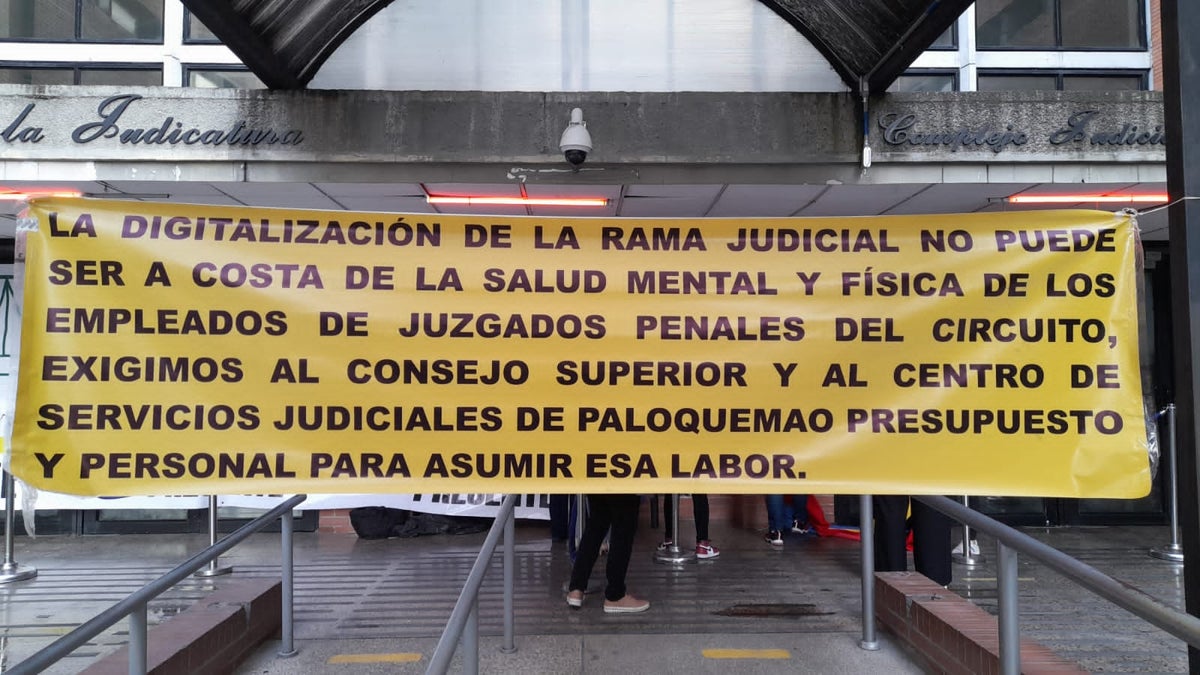 la Judicatura
Complejo Judicial
LA DIGITALIZACIÓN DE LA RAMA JUDICIAL NO PUEDE
SER A COSTA DE LA SALUD MENTAL Y FÍSICA DE LOS
EMPLEADOS DE JUZGADOS PENALES DEL CIRCUITO,
EXIGIMOS AL CONSEJO SUPERIOR Y AL CENTRO DE
SERVICIOS JUDICIALES DE PALOQUEMAO PRESUPUESTO
Y PERSONAL PARA ASUMIR ESA LABOR.